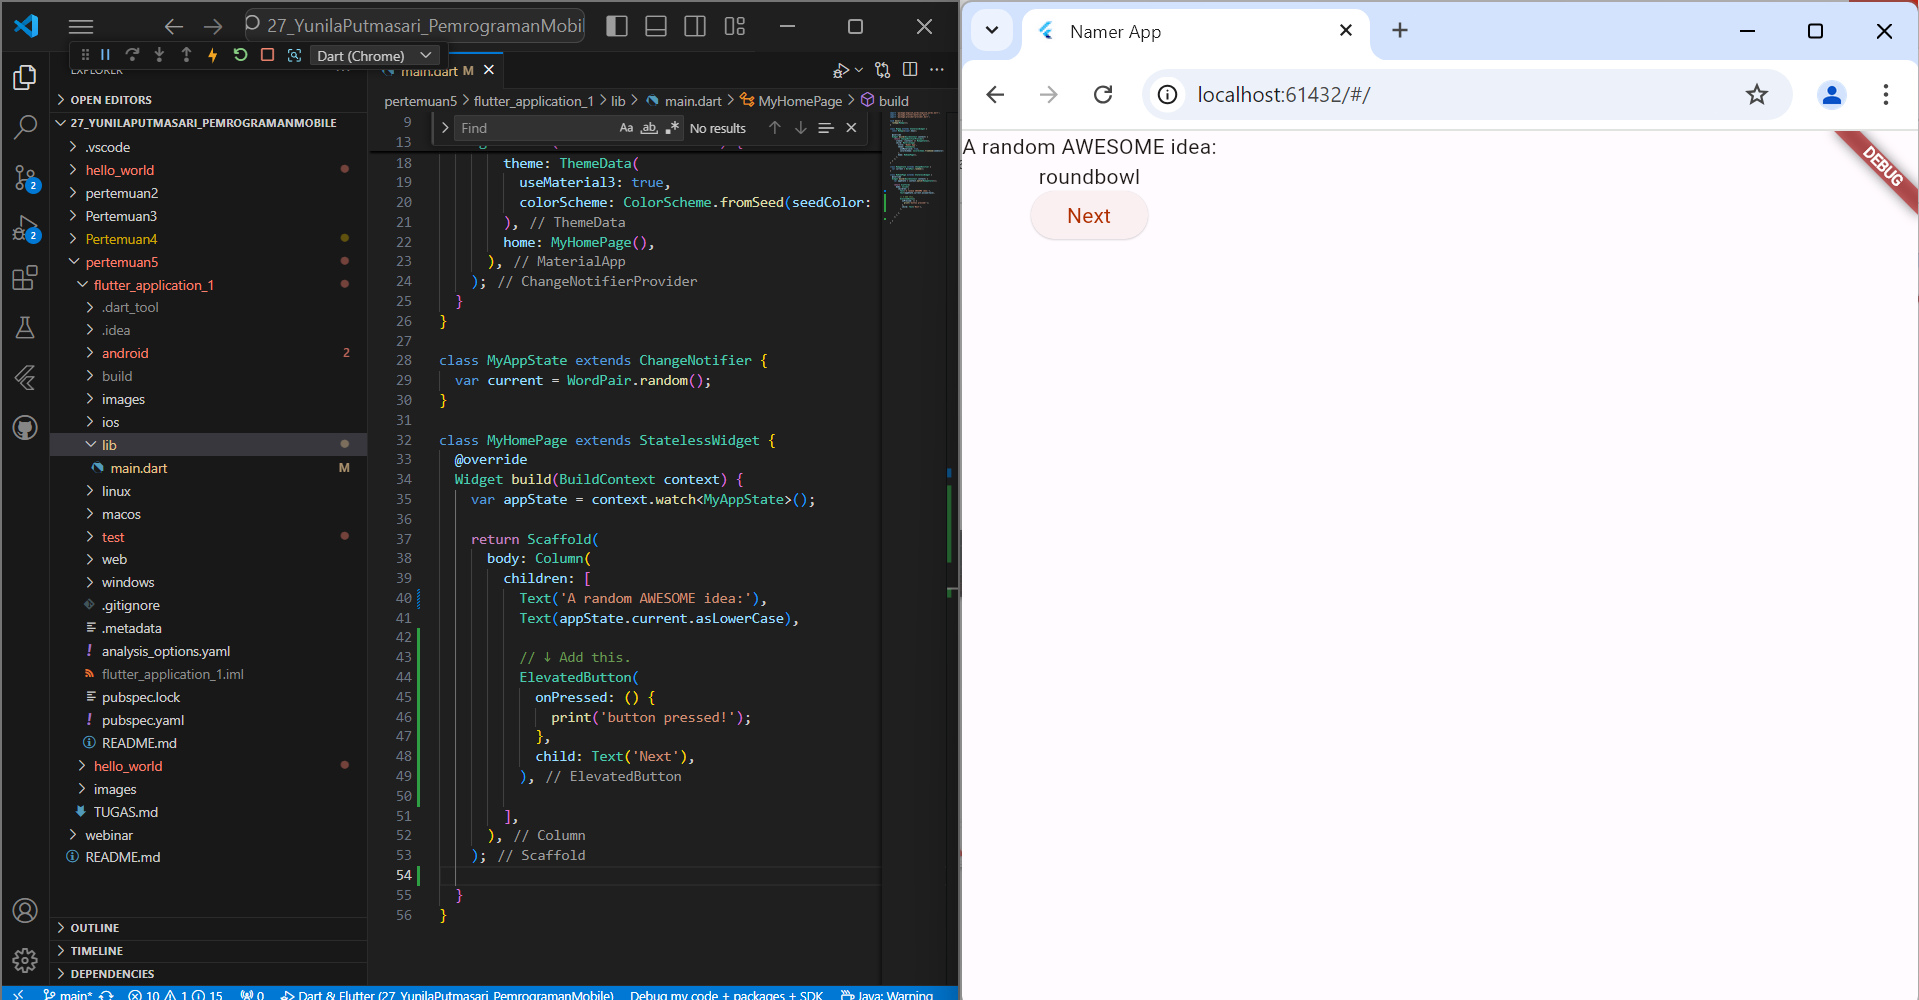 27_YunilaPutmasari_PemrogramanMobil
Dart (Chrome)
EXPLORER
main.dart M
OPEN EDITORS
27_YUNILAPUTMASARI_PEMROGRAMANMOBILE
.vscode
hello_world
pertemuan2
Pertemuan3
Pertemuan4
pertemuan5
flutter_application_1
.dart_tool
.idea
android 2
build
images
ios
lib
main.dart M
linux
macos
test
web
windows
.gitignore
.metadata
analysis_options.yaml
flutter_application_1.iml
pubspec.lock
pubspec.yaml
README.md
hello_world
images
TUGAS.md
webinar
README.md
OUTLINE
TIMELINE
DEPENDENCIES
2
2
pertemuan5 > flutter_application_1 > lib > main.dart > MyHomePage > build
Find Aa ab No results
9
13
18 theme: ThemeData(
19 useMaterial3: true,
20 colorScheme: ColorScheme.fromSeed(seedColor:
21 ), // ThemeData
22 home: MyHomePage(),
23 ), // MaterialApp
24 ); // ChangeNotifierProvider
25 }
26 }
27
28 class MyAppState extends ChangeNotifier {
29 var current = WordPair.random();
30 }
31
32 class MyHomePage extends StatelessWidget {
33 @override
34 Widget build(BuildContext context) {
35 var appState = context.watch<MyAppState>();
36
37 return Scaffold(
38 body: Column(
39 children: [
40 Text('A random AWESOME idea:'),
41 Text(appState.current.asLowerCase),
42
43 // ↓ Add this.
44 ElevatedButton(
45 onPressed: () {
46 print('button pressed!');
47 },
48 child: Text('Next'),
49 ), // ElevatedButton
50
51 ],
52 ), // Column
53 ); // Scaffold
54
55 }
56 }
main* 10 1 15 0 Dart & Flutter (27_YunilaPutmasari_PemrogramanMobile) Debug my code + packages + SDK Java: Warning
Namer App
localhost:61432/#/
A random AWESOME idea:
roundbowl
Next
DEBUG